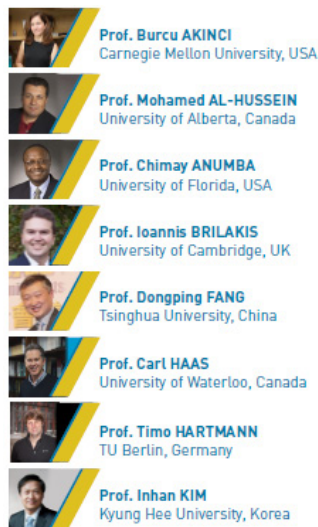 Prof. Burcu AKINCI
Carnegie Mellon University, USA
Prof. Mohamed AL-HUSSEIN
University of Alberta, Canada
Prof. Chimay ANUMBA
University of Florida, USA
Prof. Ioannis BRILAKIS
University of Cambridge, UK
Prof. Dongping FANG
Tsinghua University, China
Prof. Carl HAAS
University of Waterloo, Canada
Prof. Timo HARTMANN
TU Berlin, Germany
Prof. Inhan KIM
Kyung Hee University, Korea